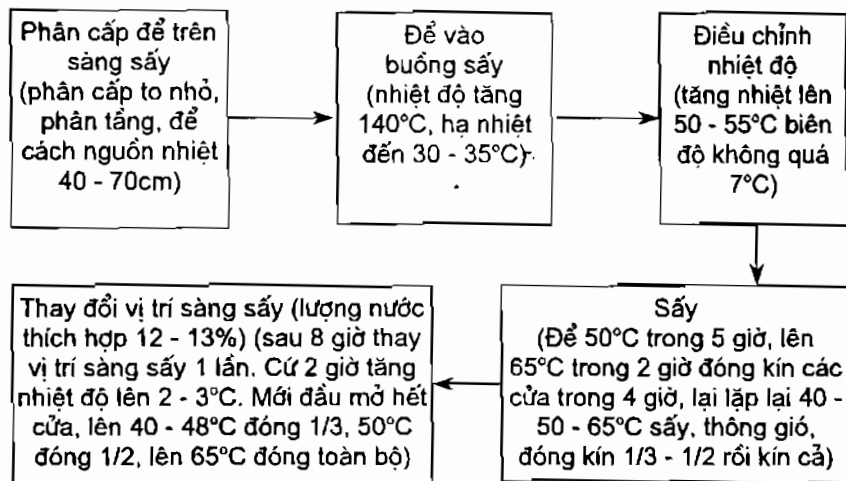 Phân cấp để trên
sàng sấy
(phân cấp to nhỏ,
phân tầng, để
cách nguồn nhiệt
40 - 70cm)
Để vào
buồng sấy
(nhiệt độ tăng
140°C, hạ nhiệt
đến 30 - 35°C)
Điều chỉnh
nhiệt độ
(tăng nhiệt lên
50 - 55°C biên
độ không quá
7°C)
Sấy
(Để 50°C trong 5 giờ, lên
65°C trong 2 giờ đóng kín các
cửa trong 4 giờ, lại lặp lại 40 -
50 - 65°C sấy, thông gió,
đóng kín 1/3 - 1/2 rồi kín cả)
Thay đổi vị trí sàng sấy (lượng nước
thích hợp 12 - 13%) (sau 8 giờ thay
vị trí sàng sấy 1 lần. Cứ 2 giờ tăng
nhiệt độ lên 2 - 3°C. Mới đầu mở hết
cửa, lên 40 - 48°C đóng 1/3, 50°C
đóng 1/2, lên 65°C đóng toàn bộ)